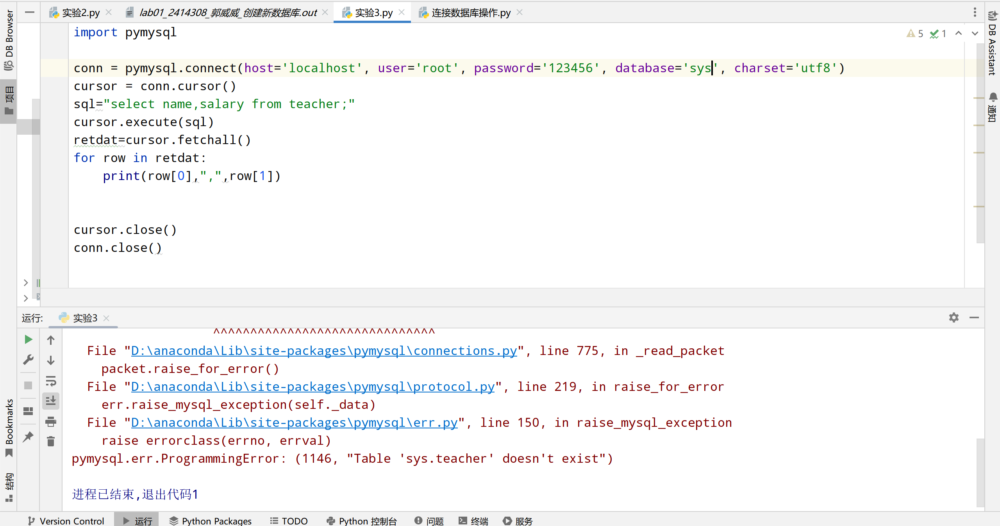 实验2.py
lab01_2414308_郭威威_创建新数据库.out
实验3.py
连接数据库操作.py
DB Browser
项目
Bookmarks
结构
DB Assistant
通知
5
1
import pymysql
conn = pymysql.connect(host='localhost', user='root', password='123456', database='sys', charset='utf8')
cursor = conn.cursor()
sql="select name,salary from teacher;"
cursor.execute(sql)
retdat=cursor.fetchall()
for row in retdat:
    print(row[0],",",row[1])
cursor.close()
conn.close()
运行:
实验3
^^^^^^^^^^^^^^^^^^^^^^^^^^^^^^
File "D:\anaconda\Lib\site-packages\pymysql\connections.py", line 775, in _read_packet
packet.raise_for_error()
File "D:\anaconda\Lib\site-packages\pymysql\protocol.py", line 219, in raise_for_error
err.raise_mysql_exception(self._data)
File "D:\anaconda\Lib\site-packages\pymysql\err.py", line 150, in raise_mysql_exception
raise errorclass(errno, errval)
pymysql.err.ProgrammingError: (1146, "Table 'sys.teacher' doesn't exist")
进程已结束,退出代码1
Version Control
运行
Python Packages
TODO
Python 控制台
问题
终端
服务